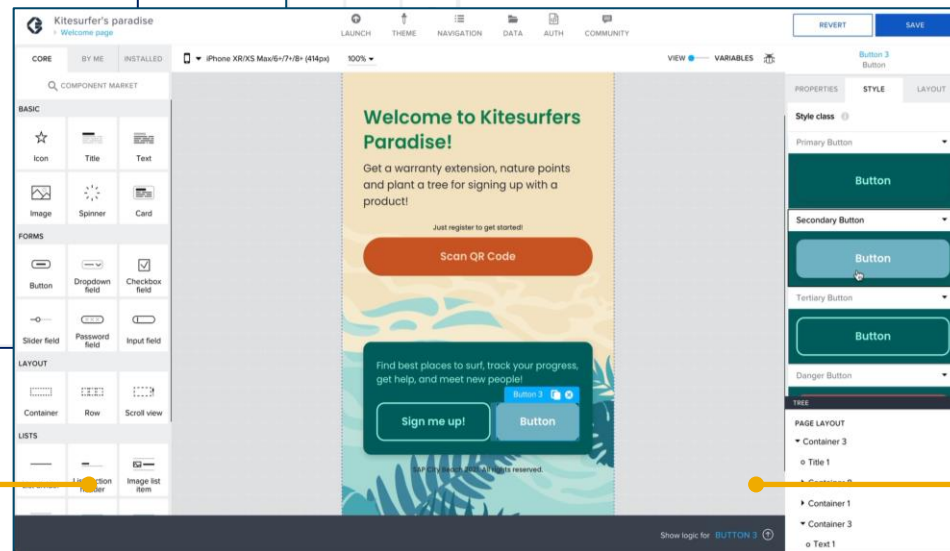 Kitesurfer's paradise
Welcome page
LAUNCH
THEME
NAVIGATION
DATA
AUTH
COMMUNITY
REVERT
SAVE
CORE
BY ME
INSTALLED
iPhone XR/XS Max/6+/7+/8+ (414px)
100%
VIEW
VARIABLES
Button 3
Button
COMPONENT MARKET
PROPERTIES
STYLE
LAYOUT
BASIC
Icon
Title
Text
Image
Spinner
Card
FORMS
Button
Dropdown field
Checkbox field
Slider field
Password field
Input field
LAYOUT
Container
Row
Scroll view
LISTS
Image list item
Welcome to Kitesurfers
Paradise!
Get a warranty extension, nature points
and plant a tree for signing up with a
product!
Just register to get started!
Scan QR Code
Find best places to surf, track your progress,
get help, and meet new people!
Button 3
Sign me up!
Button
SAP City Beach 2021. All rights reserved.
Show logic for BUTTON 3
Style class
Primary Button
Button
Secondary Button
Button
Tertiary Button
Button
Danger Button
TREE
PAGE LAYOUT
Container 3
Title 1
Container 1
Container 3
Text 1